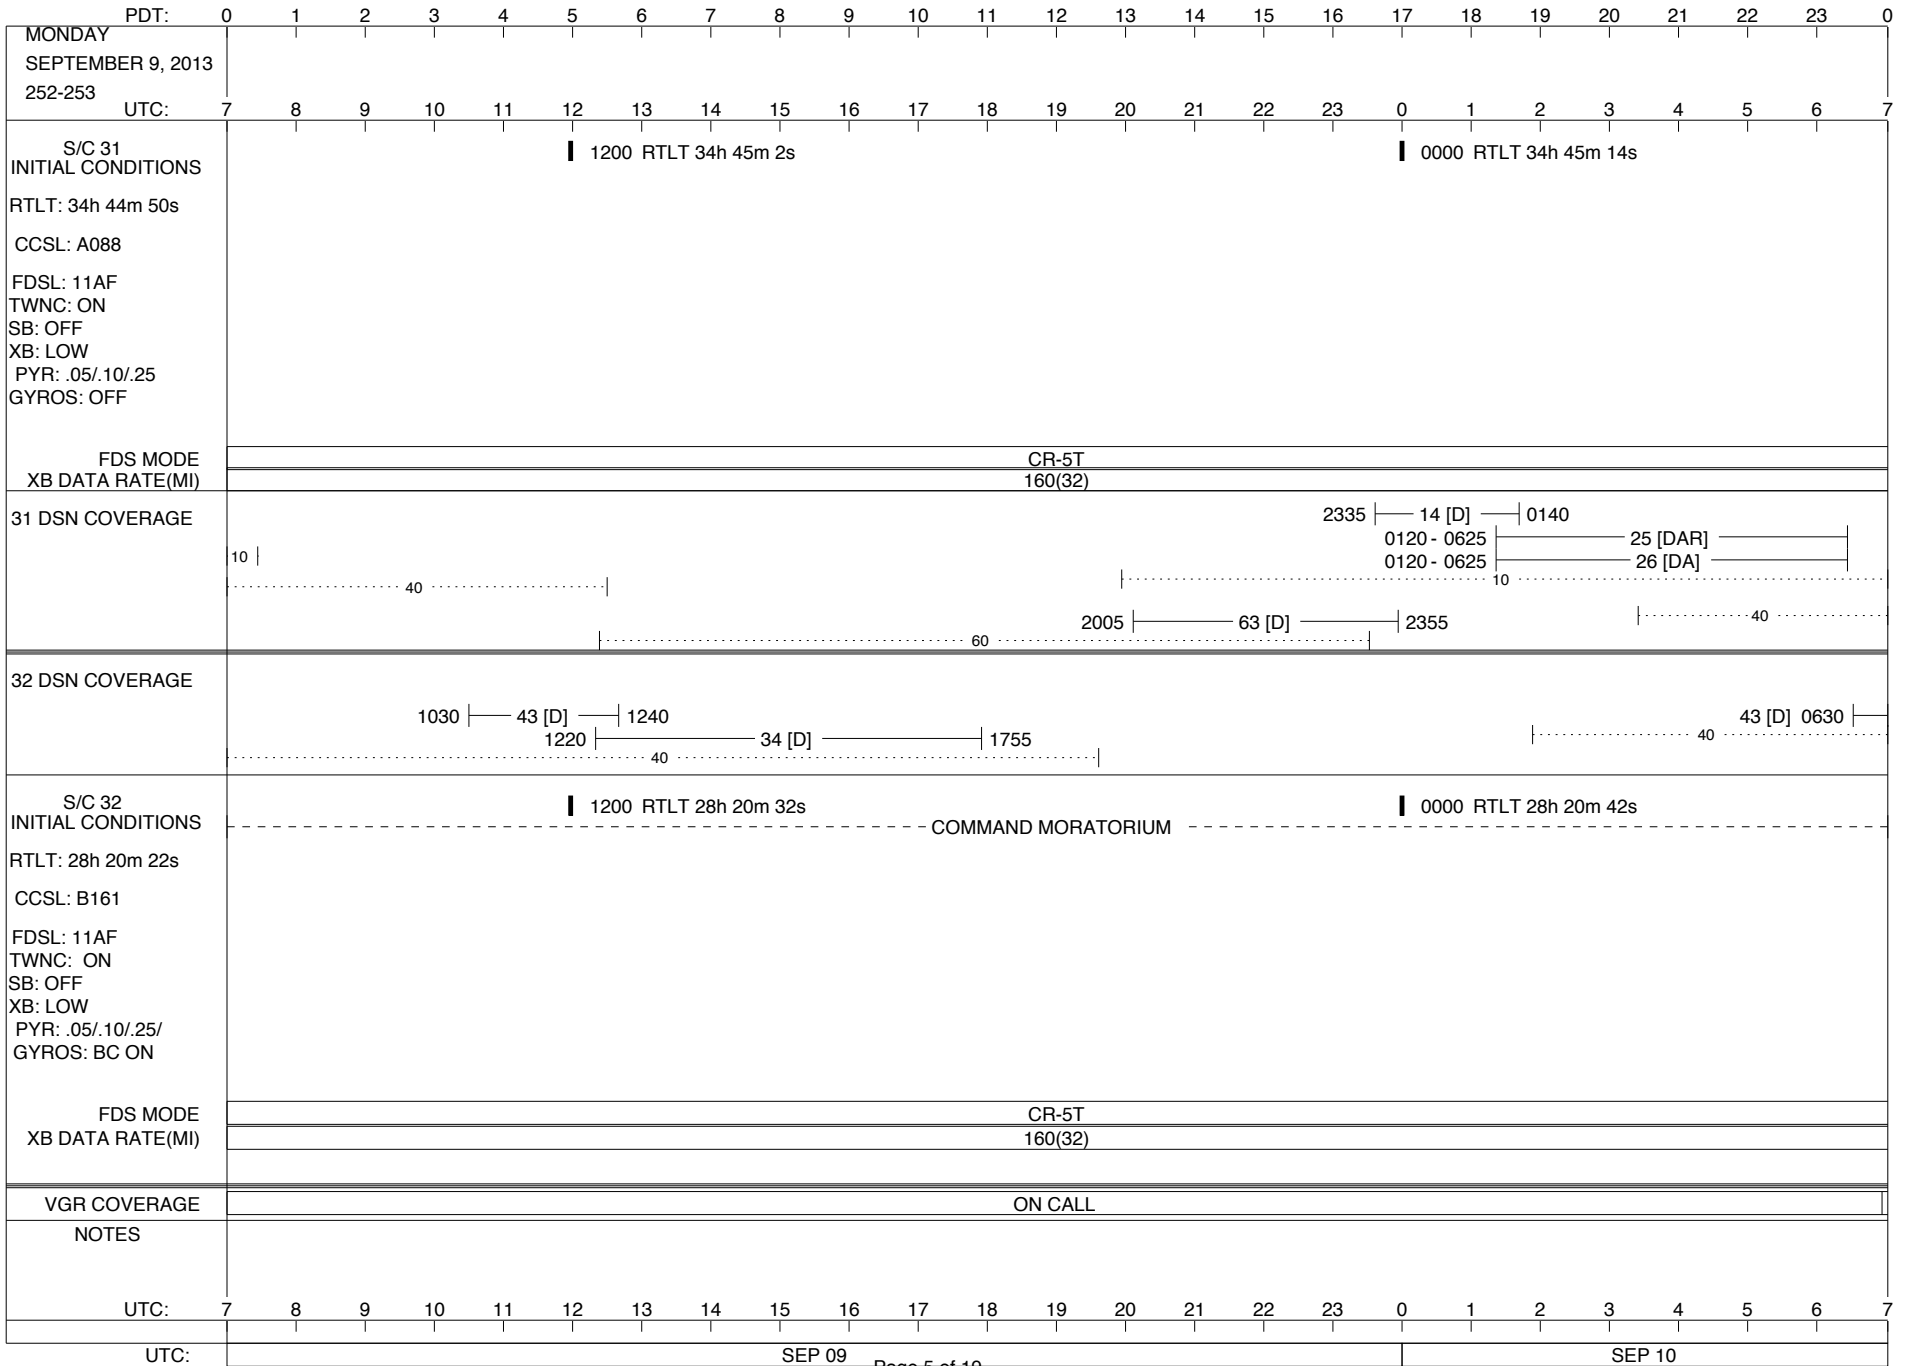 PDT: 0 1 2 3 4 5 6 7 8 9 10 11 12 13 14 15 16 17 18 19 20 21 22 23 0
MONDAY
SEPTEMBER 9, 2013
252-253
UTC: 7 8 9 10 11 12 13 14 15 16 17 18 19 20 21 22 23 0 1 2 3 4 5 6 7
S/C 31
INITIAL CONDITIONS
1200 RTLT 34h 45m 2s
0000 RTLT 34h 45m 14s
RTLT: 34h 44m 50s
CCSL: A088
FDSL: 11AF
TWNC: ON
SB: OFF
XB: LOW
PYR: .05/.10/.25
GYROS: OFF
FDS MODE CR-5T
XB DATA RATE(MI) 160(32)
31 DSN COVERAGE
2335 14 [D] 0140
0120 - 0625 25 [DAR]
10
0120 - 0625 26 [DA]
10
40
2005 63 [D] 2355
40
60
32 DSN COVERAGE
1030 43 [D] 1240
43 [D] 0630
1220 34 [D] 1755
40
40
S/C 32
INITIAL CONDITIONS
1200 RTLT 28h 20m 32s
0000 RTLT 28h 20m 42s
COMMAND MORATORIUM
RTLT: 28h 20m 22s
CCSL: B161
FDSL: 11AF
TWNC: ON
SB: OFF
XB: LOW
PYR: .05/.10/.25/
GYROS: BC ON
FDS MODE CR-5T
XB DATA RATE(MI) 160(32)
VGR COVERAGE ON CALL
NOTES
UTC: 7 8 9 10 11 12 13 14 15 16 17 18 19 20 21 22 23 0 1 2 3 4 5 6 7
UTC: SEP 09 SEP 10
Page 5 of 19